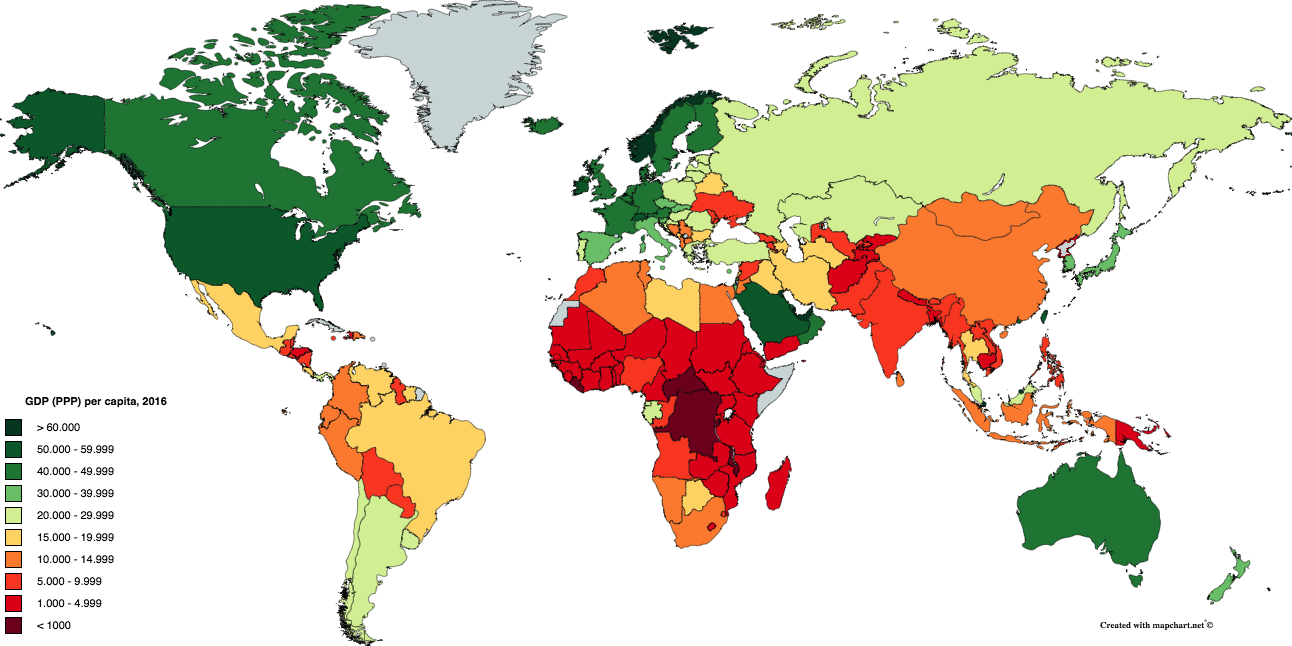 GDP (PPP) per capita, 2016
> 60.000
50.000 - 59.999
40.000 - 49.999
30.000 - 39.999
20.000 - 29.999
15.000 - 19.999
10.000 - 14.999
5.000 - 9.999
1.000 - 4.999
< 1000
Created with mapchart.net ©